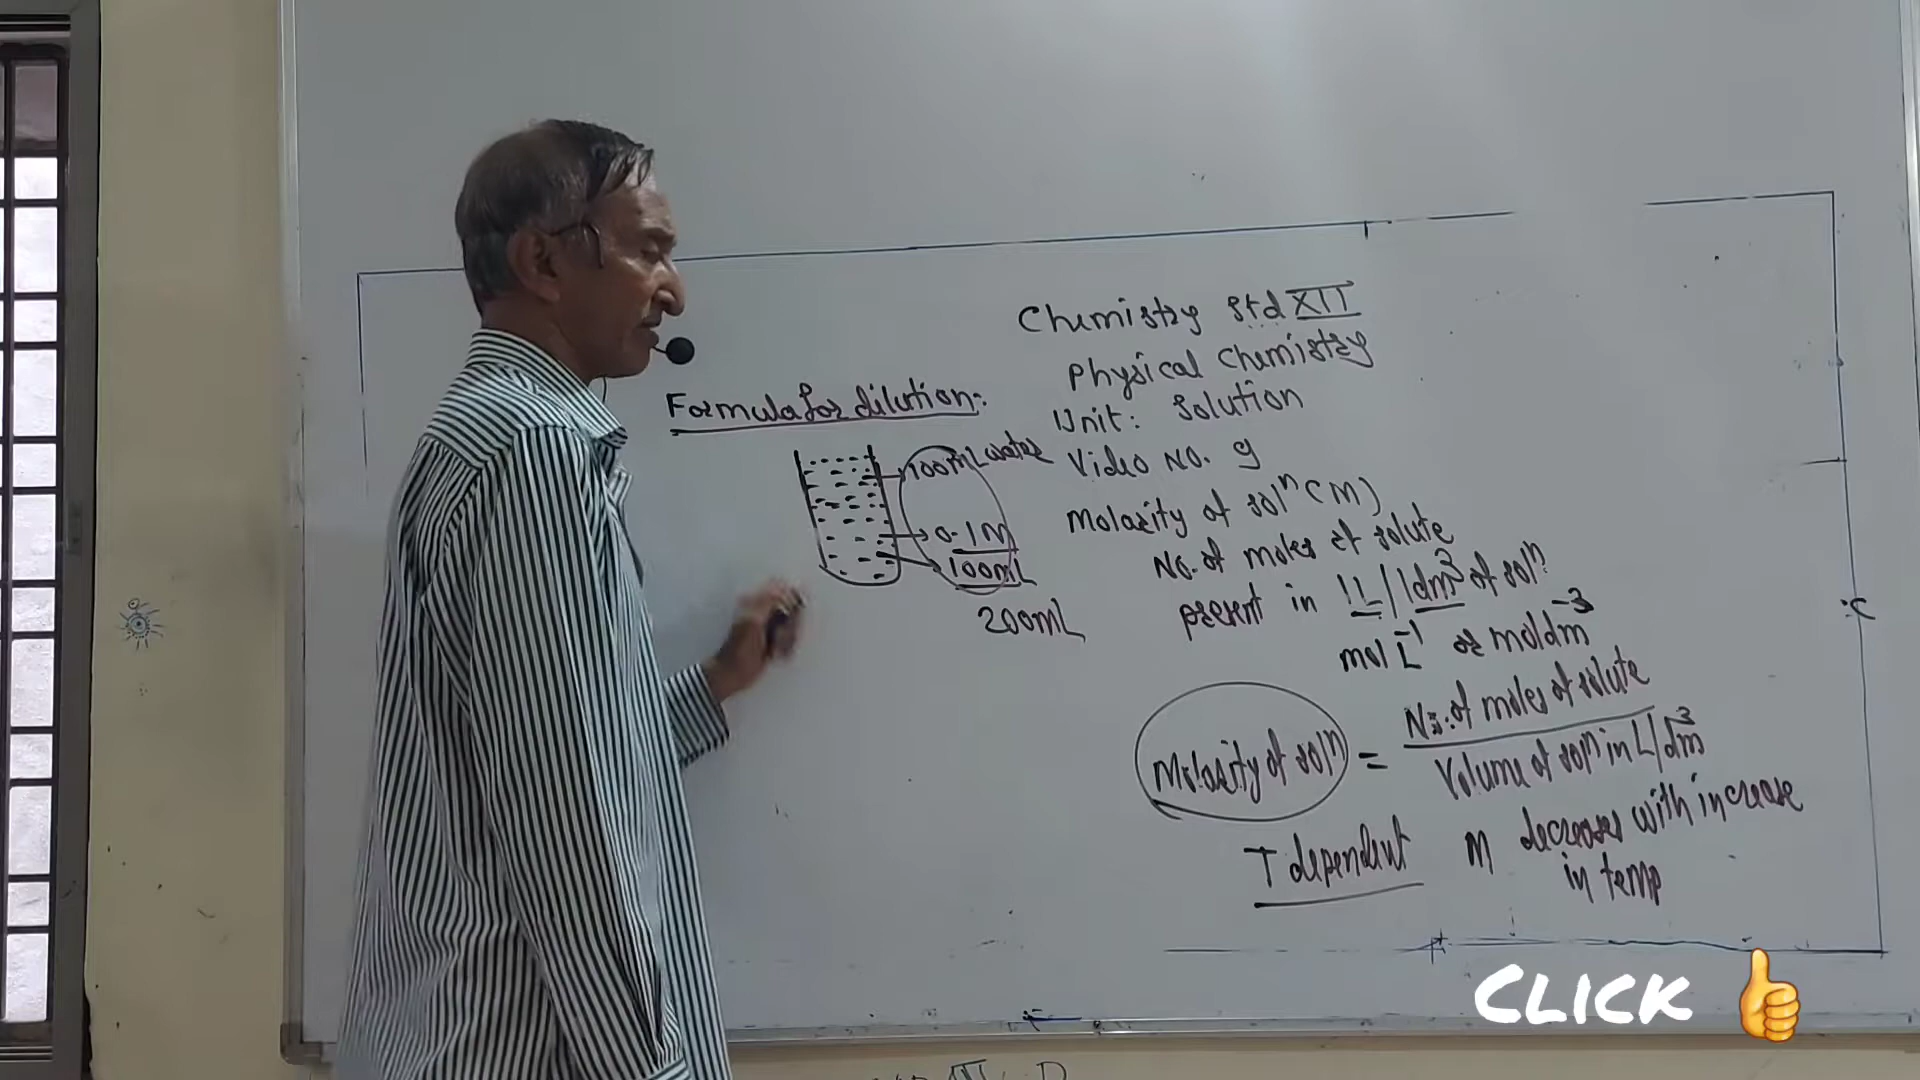 Chemistry Std XII
Physical Chemistry
Unit: Solution
Video No. 9
Formula for dilution:
100mL water
0.1M
100mL
200mL
Molarity of solⁿ (M)
No. of moles of solute
present in 1L/1dm³ of solⁿ
mol L⁻¹ or mol dm⁻³
Molarity of solⁿ = No. of moles of solute
Volume of solⁿ in L/dm³
T dependent M decreases with increase
in temp
°C
CLICK 👍